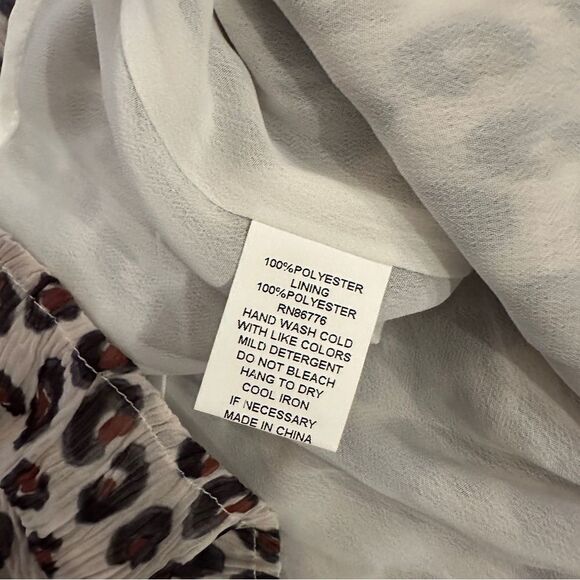 100%POLYESTER
LINING
100%POLYESTER
RN86776
HAND WASH COLD
WITH LIKE COLORS
MILD DETERGENT
DO NOT BLEACH
HANG TO DRY
COOL IRON
IF NECESSARY
MADE IN CHINA